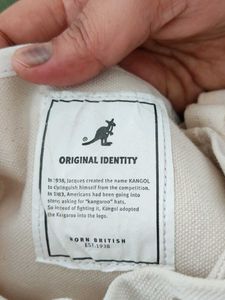 ORIGINAL IDENTITY
In 1938, Jacques created the name KANGOL
to distinguish himself from the competition.
In 1983, Americans had been going into
stores asking for "kangaroo" hats.
So instead of fighting it, Kangol adopted
the Kangaroo into the logo.
BORN BRITISH
EST.1938